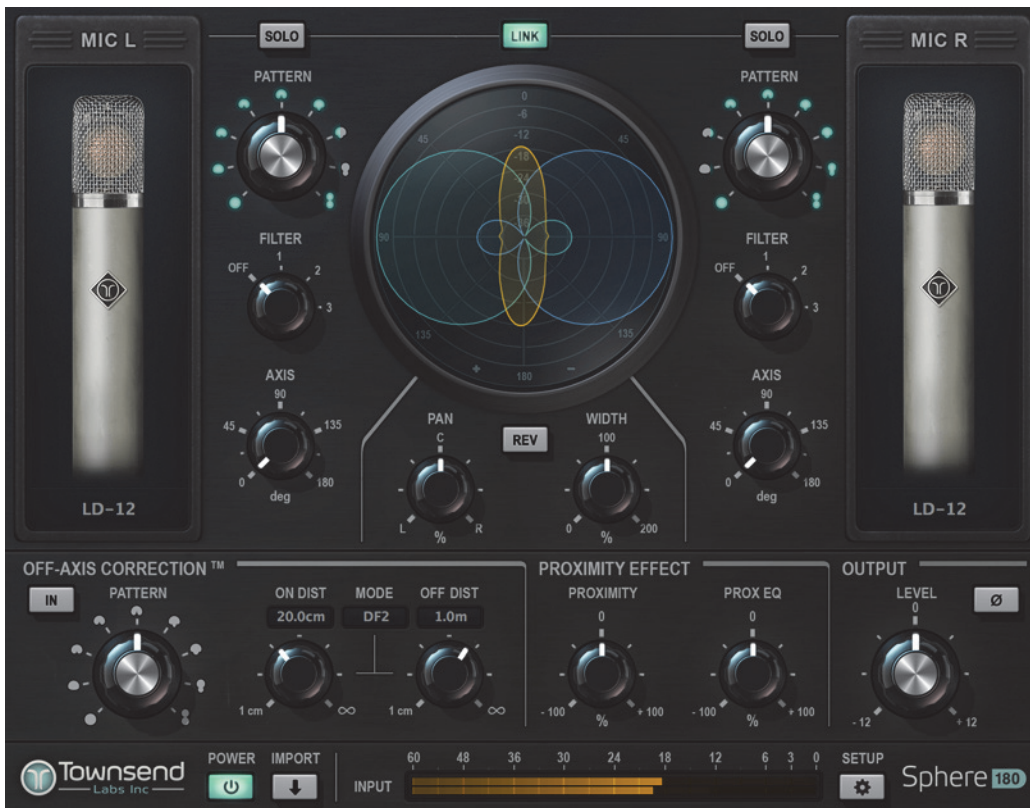 MIC L SOLO LINK SOLO MIC R
PATTERN PATTERN
0
-6
-12
45 45
-18
-24
90 90
135 135
+ 180 -
FILTER FILTER
OFF 1 2 3
OFF 1 2 3
AXIS AXIS
0 45 90 135 180
deg
0 45 90 135 180
deg
PAN REV WIDTH
C 100
L % R 0 % 200
LD-12 LD-12
OFF-AXIS CORRECTION™ PROXIMITY EFFECT OUTPUT
IN PATTERN ON DIST MODE OFF DIST PROXIMITY PROX EQ LEVEL Ø
20.0cm DF2 1.0m 0 0 0
1 cm ∞ 1 cm ∞ - 100 % + 100 - 100 % + 100 - 12 + 12
Townsend
Labs Inc
POWER IMPORT 60 48 36 30 24 18 12 6 3 0 SETUP
INPUT
Sphere 180